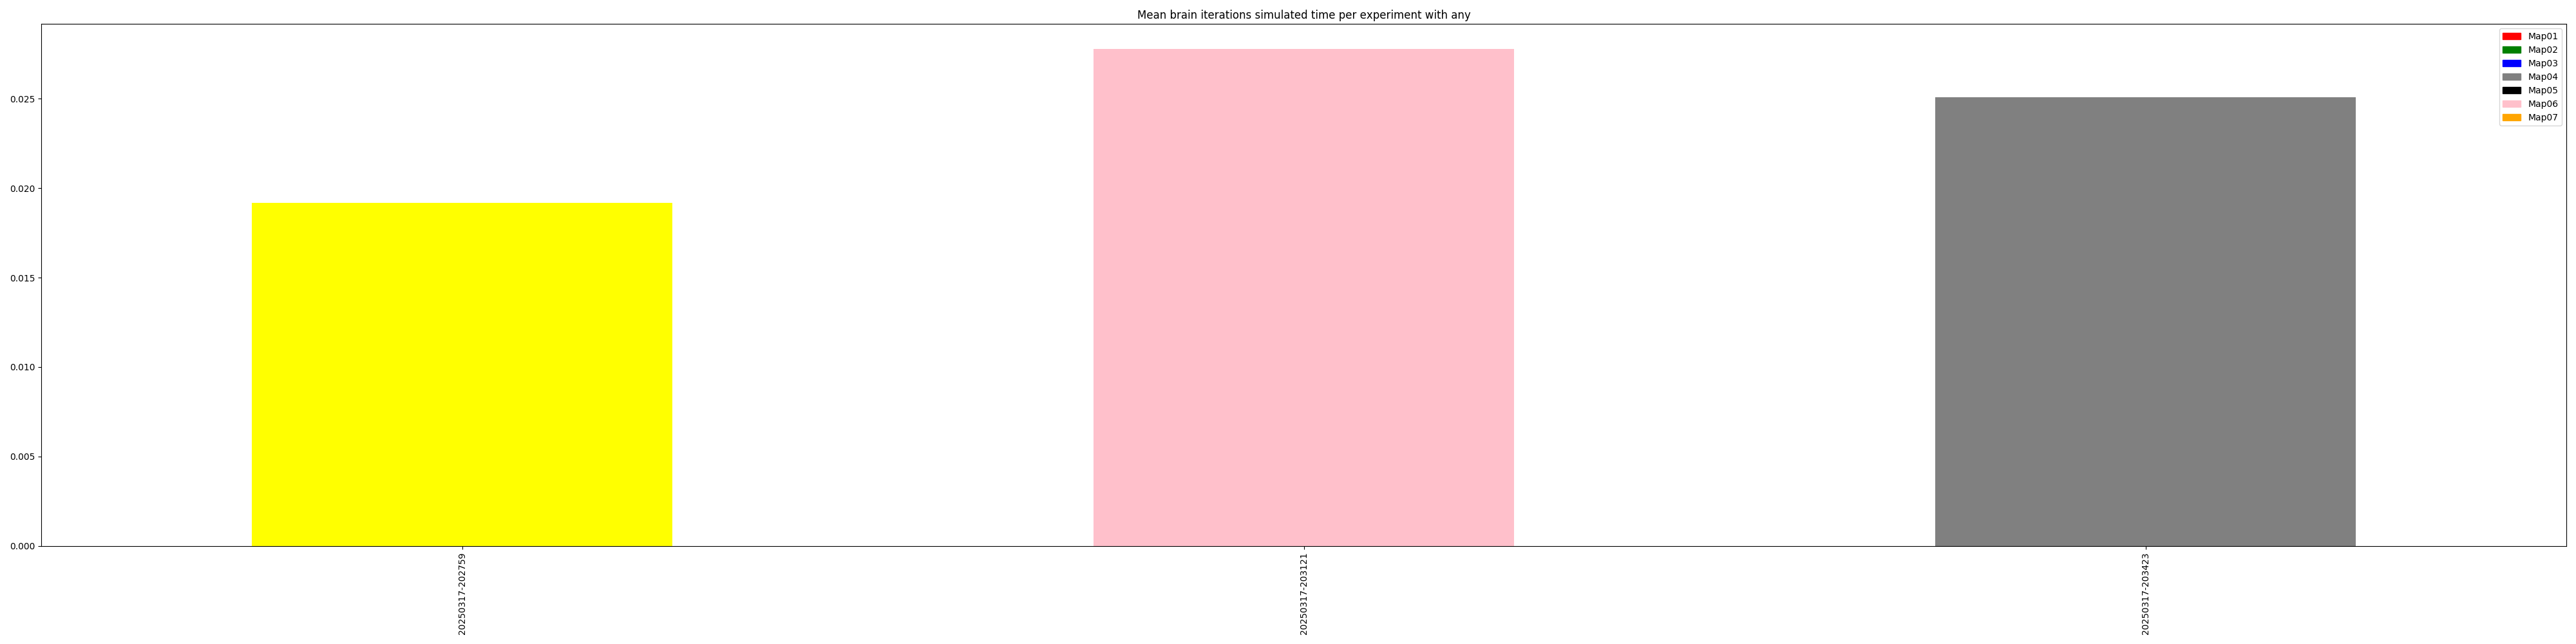 Mean brain iterations simulated time per experiment with any
Map01
Map02
Map03
Map04
Map05
Map06
Map07
0.025
0.020
0.015
0.010
0.005
0.000
20250317-202759
20250317-203121
20250317-203423